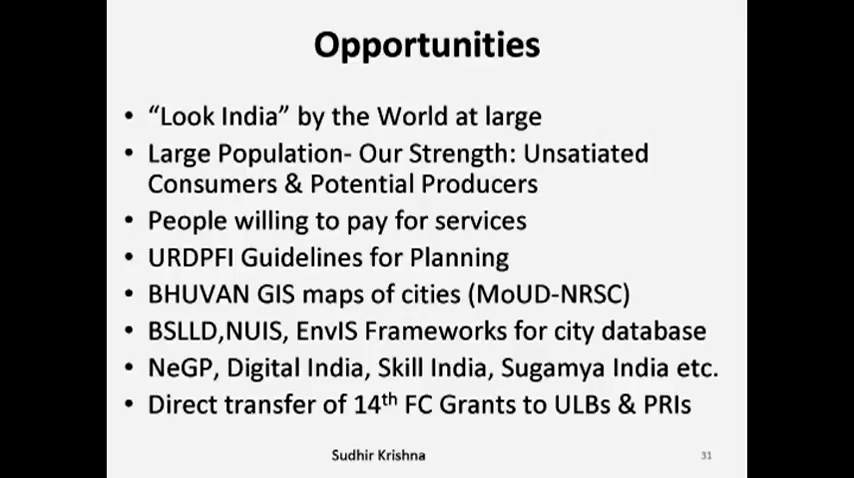 Opportunities
• “Look India” by the World at large
• Large Population- Our Strength: Unsatiated
Consumers & Potential Producers
• People willing to pay for services
• URDPFI Guidelines for Planning
• BHUVAN GIS maps of cities (MoUD-NRSC)
• BSLLD,NUIS, EnvIS Frameworks for city database
• NeGP, Digital India, Skill India, Sugamya India etc.
• Direct transfer of 14th FC Grants to ULBs & PRIs
Sudhir Krishna 31